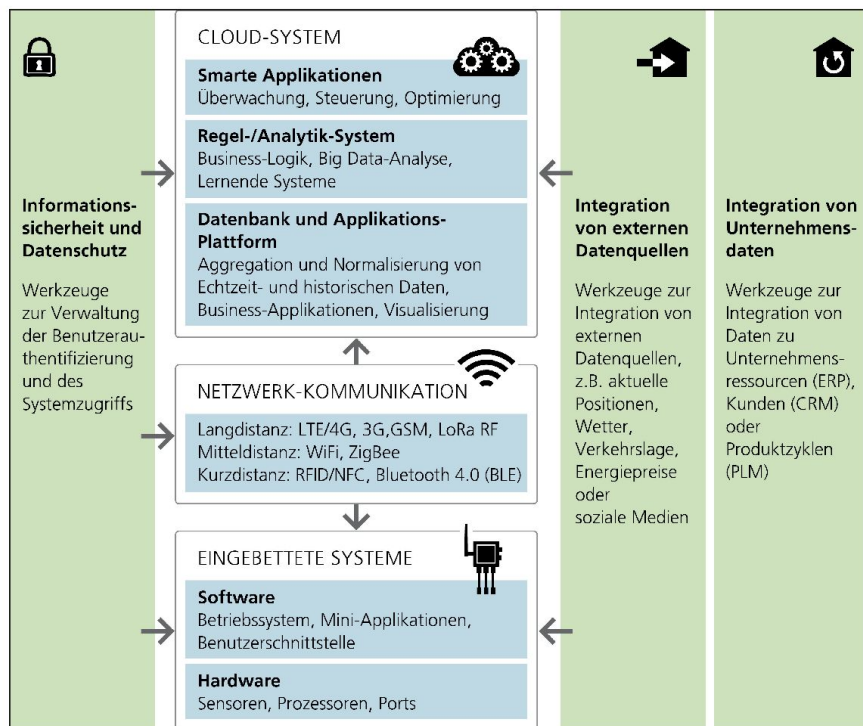 Informations-
sicherheit und
Datenschutz
Werkzeuge
zur Verwaltung
der Benutzerau-
thentifizierung
und des
Systemzugriffs
CLOUD-SYSTEM
Smarte Applikationen
Überwachung, Steuerung, Optimierung
Regel-/Analytik-System
Business-Logik, Big Data-Analyse,
Lernende Systeme
Datenbank und Applikations-
Plattform
Aggregation und Normalisierung von
Echtzeit- und historischen Daten,
Business-Applikationen, Visualisierung
NETZWERK-KOMMUNIKATION
Langdistanz: LTE/4G, 3G,GSM, LoRa RF
Mitteldistanz: WiFi, ZigBee
Kurzdistanz: RFID/NFC, Bluetooth 4.0 (BLE)
EINGEBETTETE SYSTEME
Software
Betriebssystem, Mini-Applikationen,
Benutzerschnittstelle
Hardware
Sensoren, Prozessoren, Ports
Integration
von externen
Datenquellen
Werkzeuge zur
Integration von
externen
Datenquellen,
z.B. aktuelle
Positionen,
Wetter,
Verkehrslage,
Energiepreise
oder
soziale Medien
Integration von
Unternehmens-
daten
Werkzeuge zur
Integration von
Daten zu
Unternehmens-
ressourcen (ERP),
Kunden (CRM)
oder
Produktzyklen
(PLM)